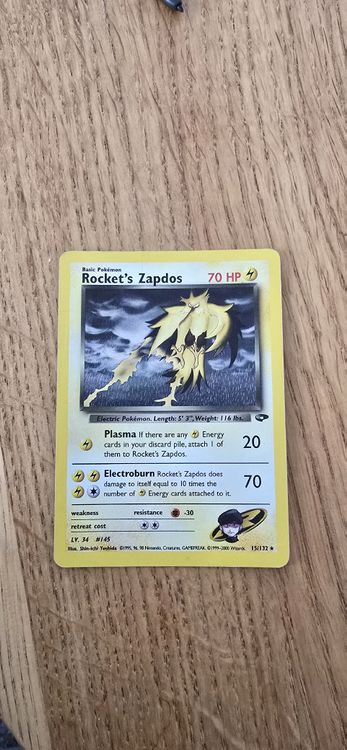 Basic Pokémon
Rocket's Zapdos 70 HP
Electric Pokémon. Length: 5' 3", Weight: 116 lbs.
Plasma If there are any Energy
cards in your discard pile, attach 1 of
them to Rocket's Zapdos.
20
Electroburn Rocket's Zapdos does
damage to itself equal to 10 times the
number of Energy cards attached to it.
70
weakness resistance -30
retreat cost
LV. 34 #145
Illus. Shin-ichi Yoshida ©1995, 96, 98 Nintendo, Creatures, GAMEFREAK. ©1999-2000 Wizards. 15/132